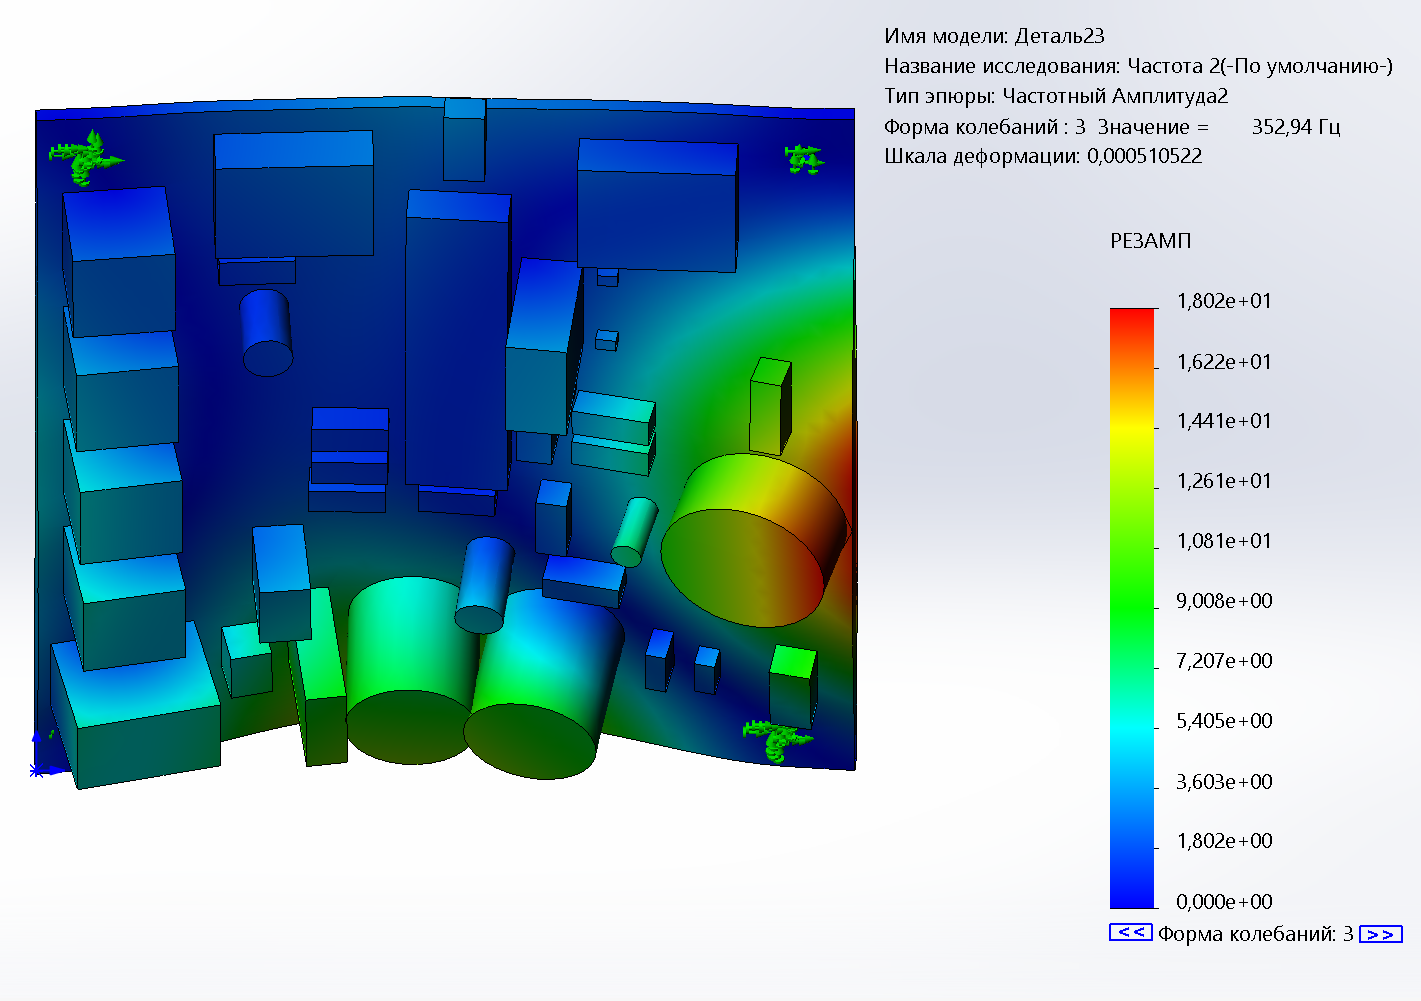 Имя модели: Деталь23
Название исследования: Частота 2(-По умолчанию-)
Тип эпюры: Частотный Амплитуда2
Форма колебаний : 3 Значение = 352,94 Гц
Шкала деформации: 0,000510522
РЕЗАМП
1,802e+01
1,622e+01
1,441e+01
1,261e+01
1,081e+01
9,008e+00
7,207e+00
5,405e+00
3,603e+00
1,802e+00
0,000e+00
<< Форма колебаний: 3 >>